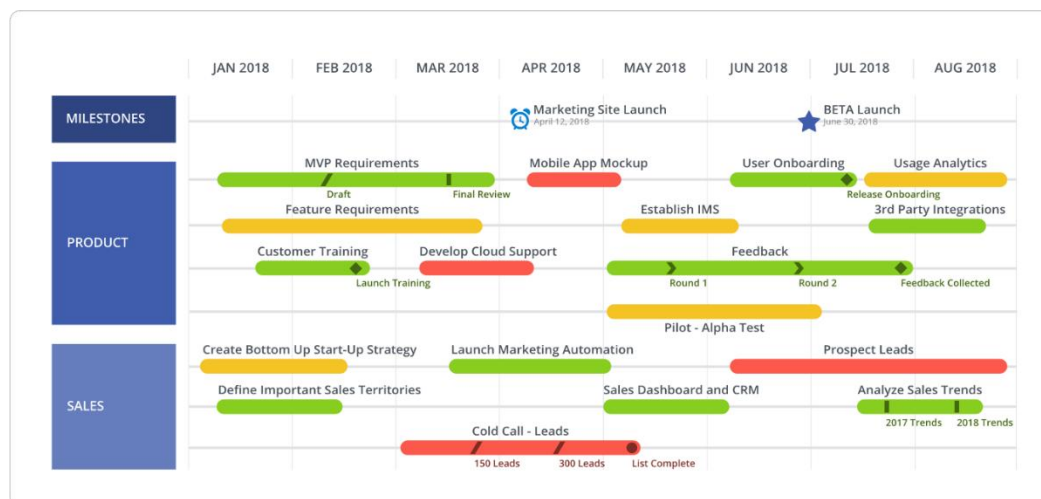 JAN 2018
FEB 2018
MAR 2018
APR 2018
MAY 2018
JUN 2018
JUL 2018
AUG 2018
MILESTONES
Marketing Site Launch
April 12, 2018
BETA Launch
June 30, 2018
PRODUCT
MVP Requirements
Draft
Final Review
Mobile App Mockup
User Onboarding
Release Onboarding
Usage Analytics
Feature Requirements
Establish IMS
3rd Party Integrations
Customer Training
Launch Training
Develop Cloud Support
Feedback
Round 1
Round 2
Feedback Collected
Pilot - Alpha Test
SALES
Create Bottom Up Start-Up Strategy
Launch Marketing Automation
Prospect Leads
Define Important Sales Territories
Sales Dashboard and CRM
Analyze Sales Trends
2017 Trends
2018 Trends
Cold Call - Leads
150 Leads
300 Leads
List Complete